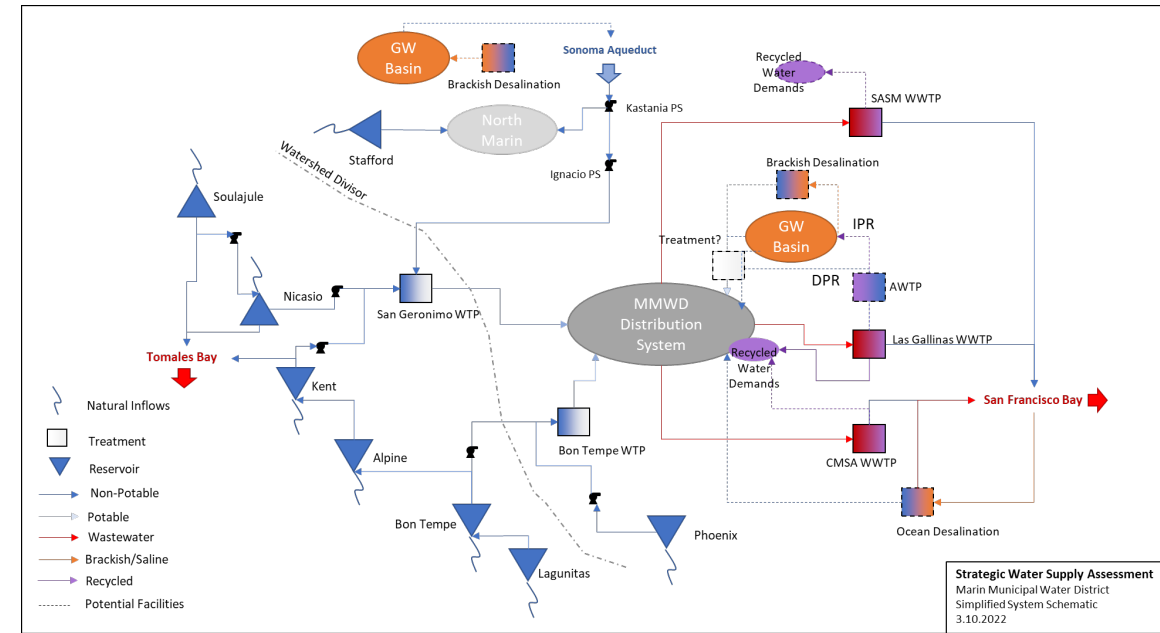 GW
Basin
Brackish Desalination
Sonoma Aqueduct
Kastania PS
North
Marin
Stafford
Ignacio PS
Watershed Divisor
Recycled
Water
Demands
SASM WWTP
Brackish Desalination
GW
Basin
IPR
Treatment?
DPR
AWTP
Soulajule
Nicasio
San Geronimo WTP
MMWD
Distribution
System
Recycled
Water
Demands
Las Gallinas WWTP
Tomales Bay
Kent
San Francisco Bay
Alpine
Bon Tempe WTP
CMSA WWTP
Bon Tempe
Lagunitas
Phoenix
Ocean Desalination
Natural Inflows
Treatment
Reservoir
Non-Potable
Potable
Wastewater
Brackish/Saline
Recycled
Potential Facilities
Strategic Water Supply Assessment
Marin Municipal Water District
Simplified System Schematic
3.10.2022